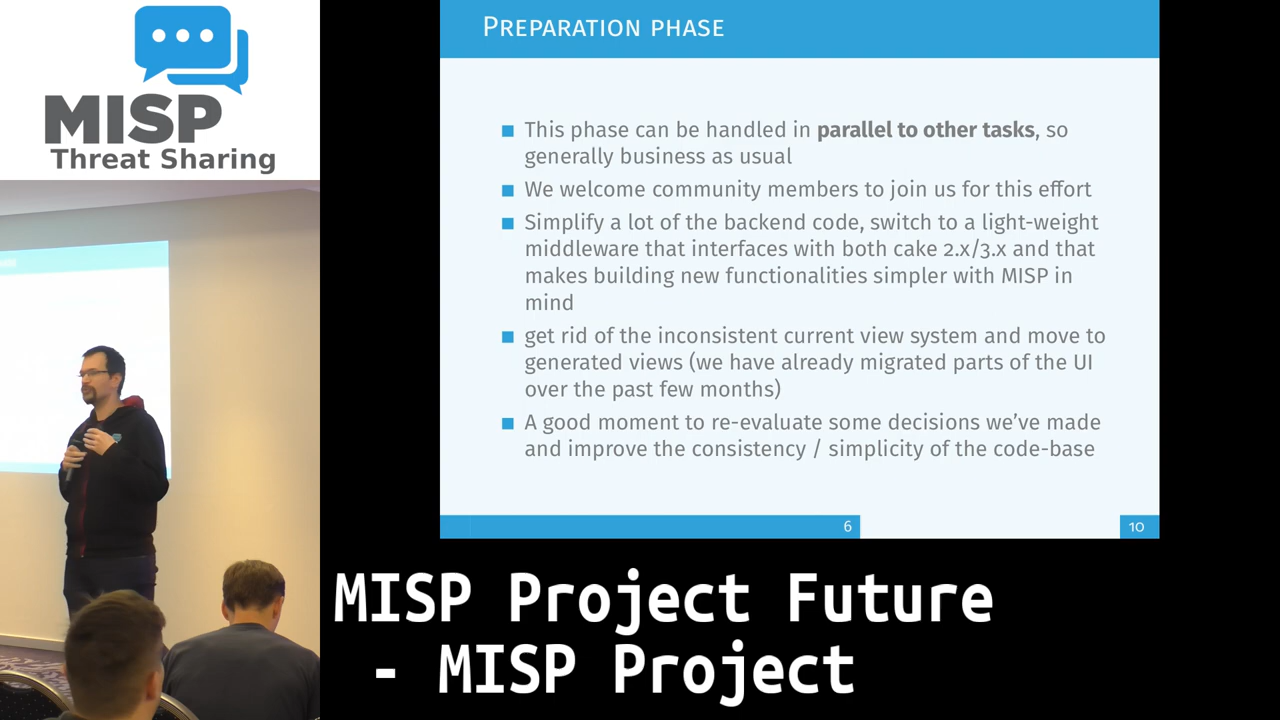 MISP
Threat Sharing
PREPARATION PHASE
This phase can be handled in parallel to other tasks, so
generally business as usual
We welcome community members to join us for this effort
Simplify a lot of the backend code, switch to a light-weight
middleware that interfaces with both cake 2.x/3.x and that
makes building new functionalities simpler with MISP in
mind
get rid of the inconsistent current view system and move to
generated views (we have already migrated parts of the UI
over the past few months)
A good moment to re-evaluate some decisions we've made
and improve the consistency / simplicity of the code-base
6
10
MISP Project Future
- MISP Project